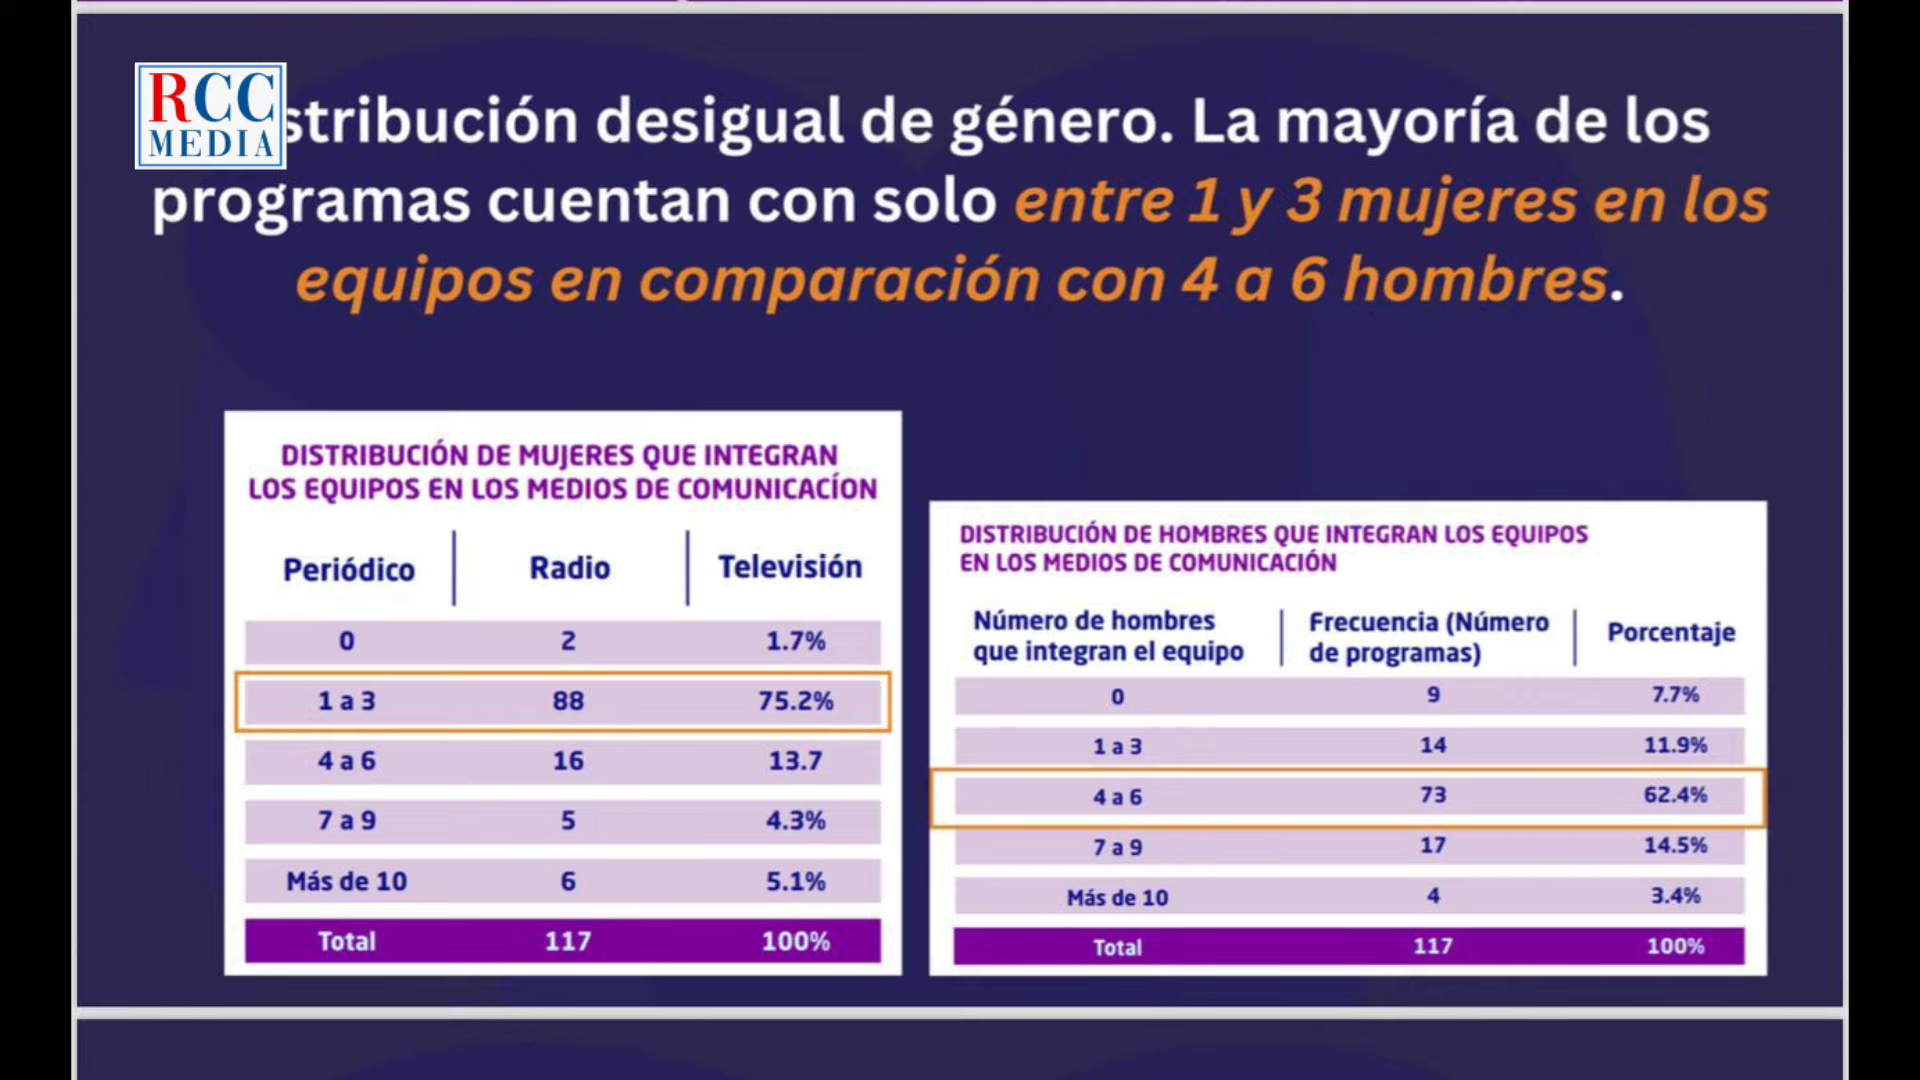 RCC
MEDIA
stribución desigual de género. La mayoría de los
programas cuentan con solo entre 1 y 3 mujeres en los
equipos en comparación con 4 a 6 hombres.
DISTRIBUCIÓN DE MUJERES QUE INTEGRAN
LOS EQUIPOS EN LOS MEDIOS DE COMUNICACÍON
Periódico Radio Televisión
0 2 1.7%
1 a 3 88 75.2%
4 a 6 16 13.7
7 a 9 5 4.3%
Más de 10 6 5.1%
Total 117 100%
DISTRIBUCIÓN DE HOMBRES QUE INTEGRAN LOS EQUIPOS
EN LOS MEDIOS DE COMUNICACIÓN
Número de hombres
que integran el equipo
Frecuencia (Número
de programas)
Porcentaje
0 9 7.7%
1 a 3 14 11.9%
4 a 6 73 62.4%
7 a 9 17 14.5%
Más de 10 4 3.4%
Total 117 100%